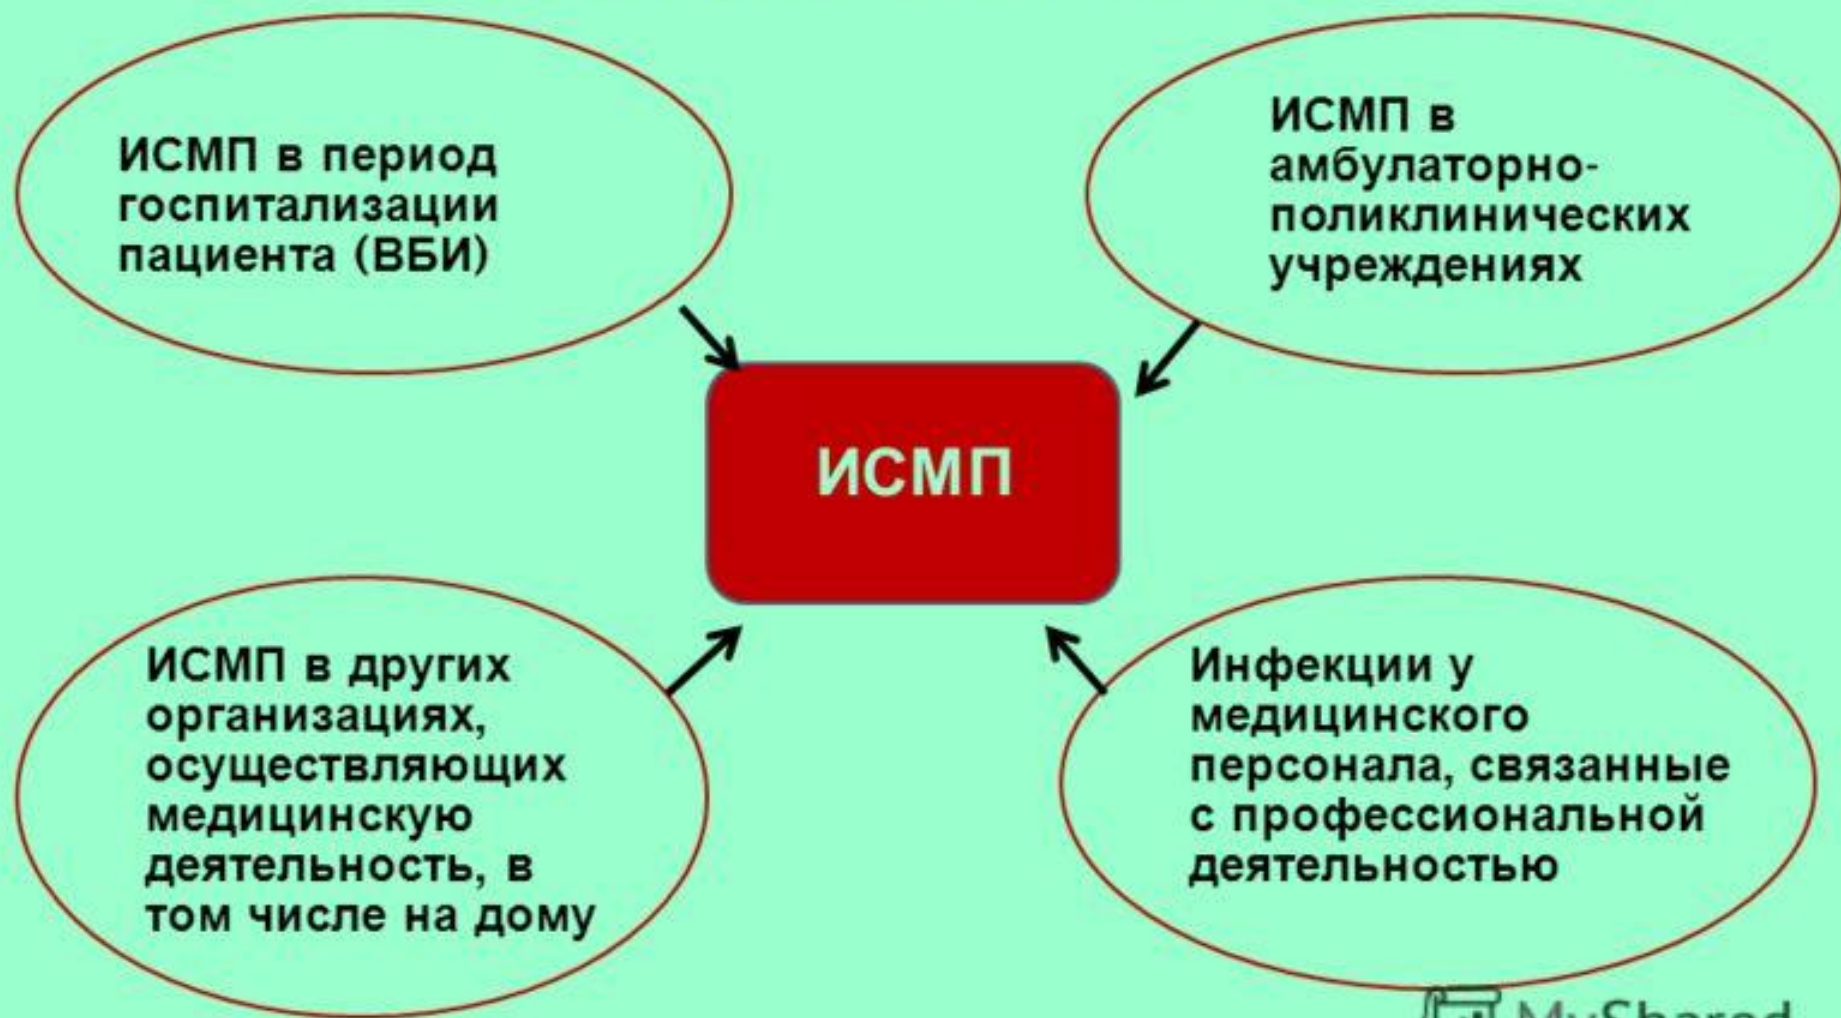 ИСМП в период
госпитализации
пациента (ВБИ)
ИСМП в
амбулаторно-
поликлинических
учреждениях
ИСМП
ИСМП в других
организациях,
осуществляющих
медицинскую
деятельность, в
том числе на дому
Инфекции у
медицинского
персонала, связанные
с профессиональной
деятельностью
MyShared